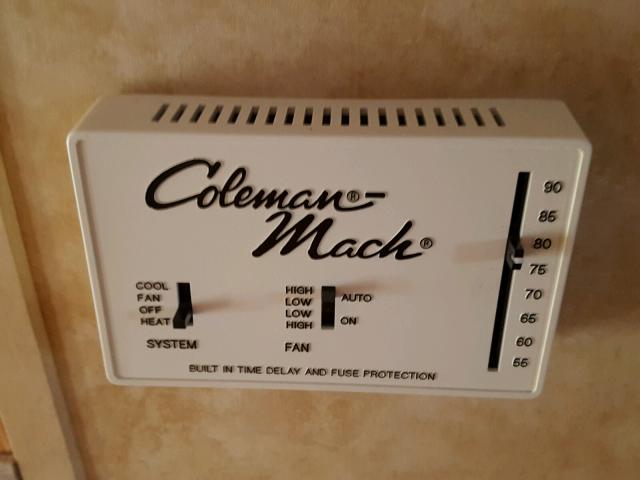 Coleman®-
Mach®
COOL
FAN
OFF
HEAT
SYSTEM
HIGH
LOW
LOW
HIGH
AUTO
ON
FAN
90
85
80
75
70
65
60
55
BUILT IN TIME DELAY AND FUSE PROTECTION